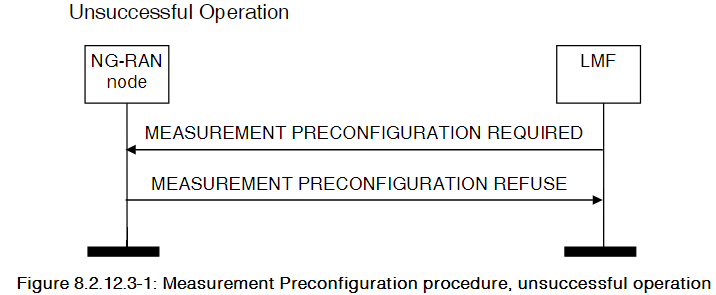 Unsuccessful Operation
NG-RAN
node
LMF
MEASUREMENT PRECONFIGURATION REQUIRED
MEASUREMENT PRECONFIGURATION REFUSE
Figure 8.2.12.3-1: Measurement Preconfiguration procedure, unsuccessful operation